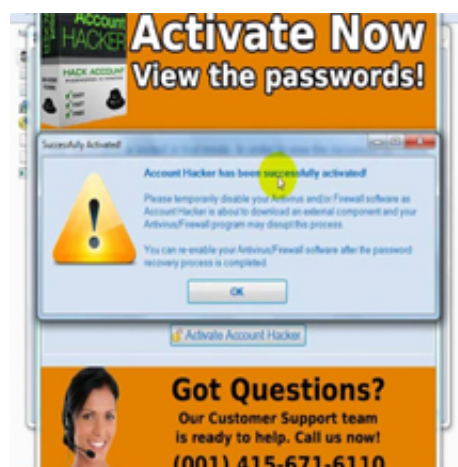 Account
HACKER
Activate Now
View the passwords!
HACK ACCOUNT
Successfully Activated!
Account Hacker has been successfully activated!
Please temporarily disable your Antivirus and/or Firewall software as
Account Hacker is about to download an external component and your
Antivirus/Firewall program may disrupt this process.
You can re-enable your Antivirus/Firewall software after the password
recovery process is completed.
OK
Activate Account Hacker
Got Questions?
Our Customer Support team
is ready to help. Call us now!
(001) 415-671-6110